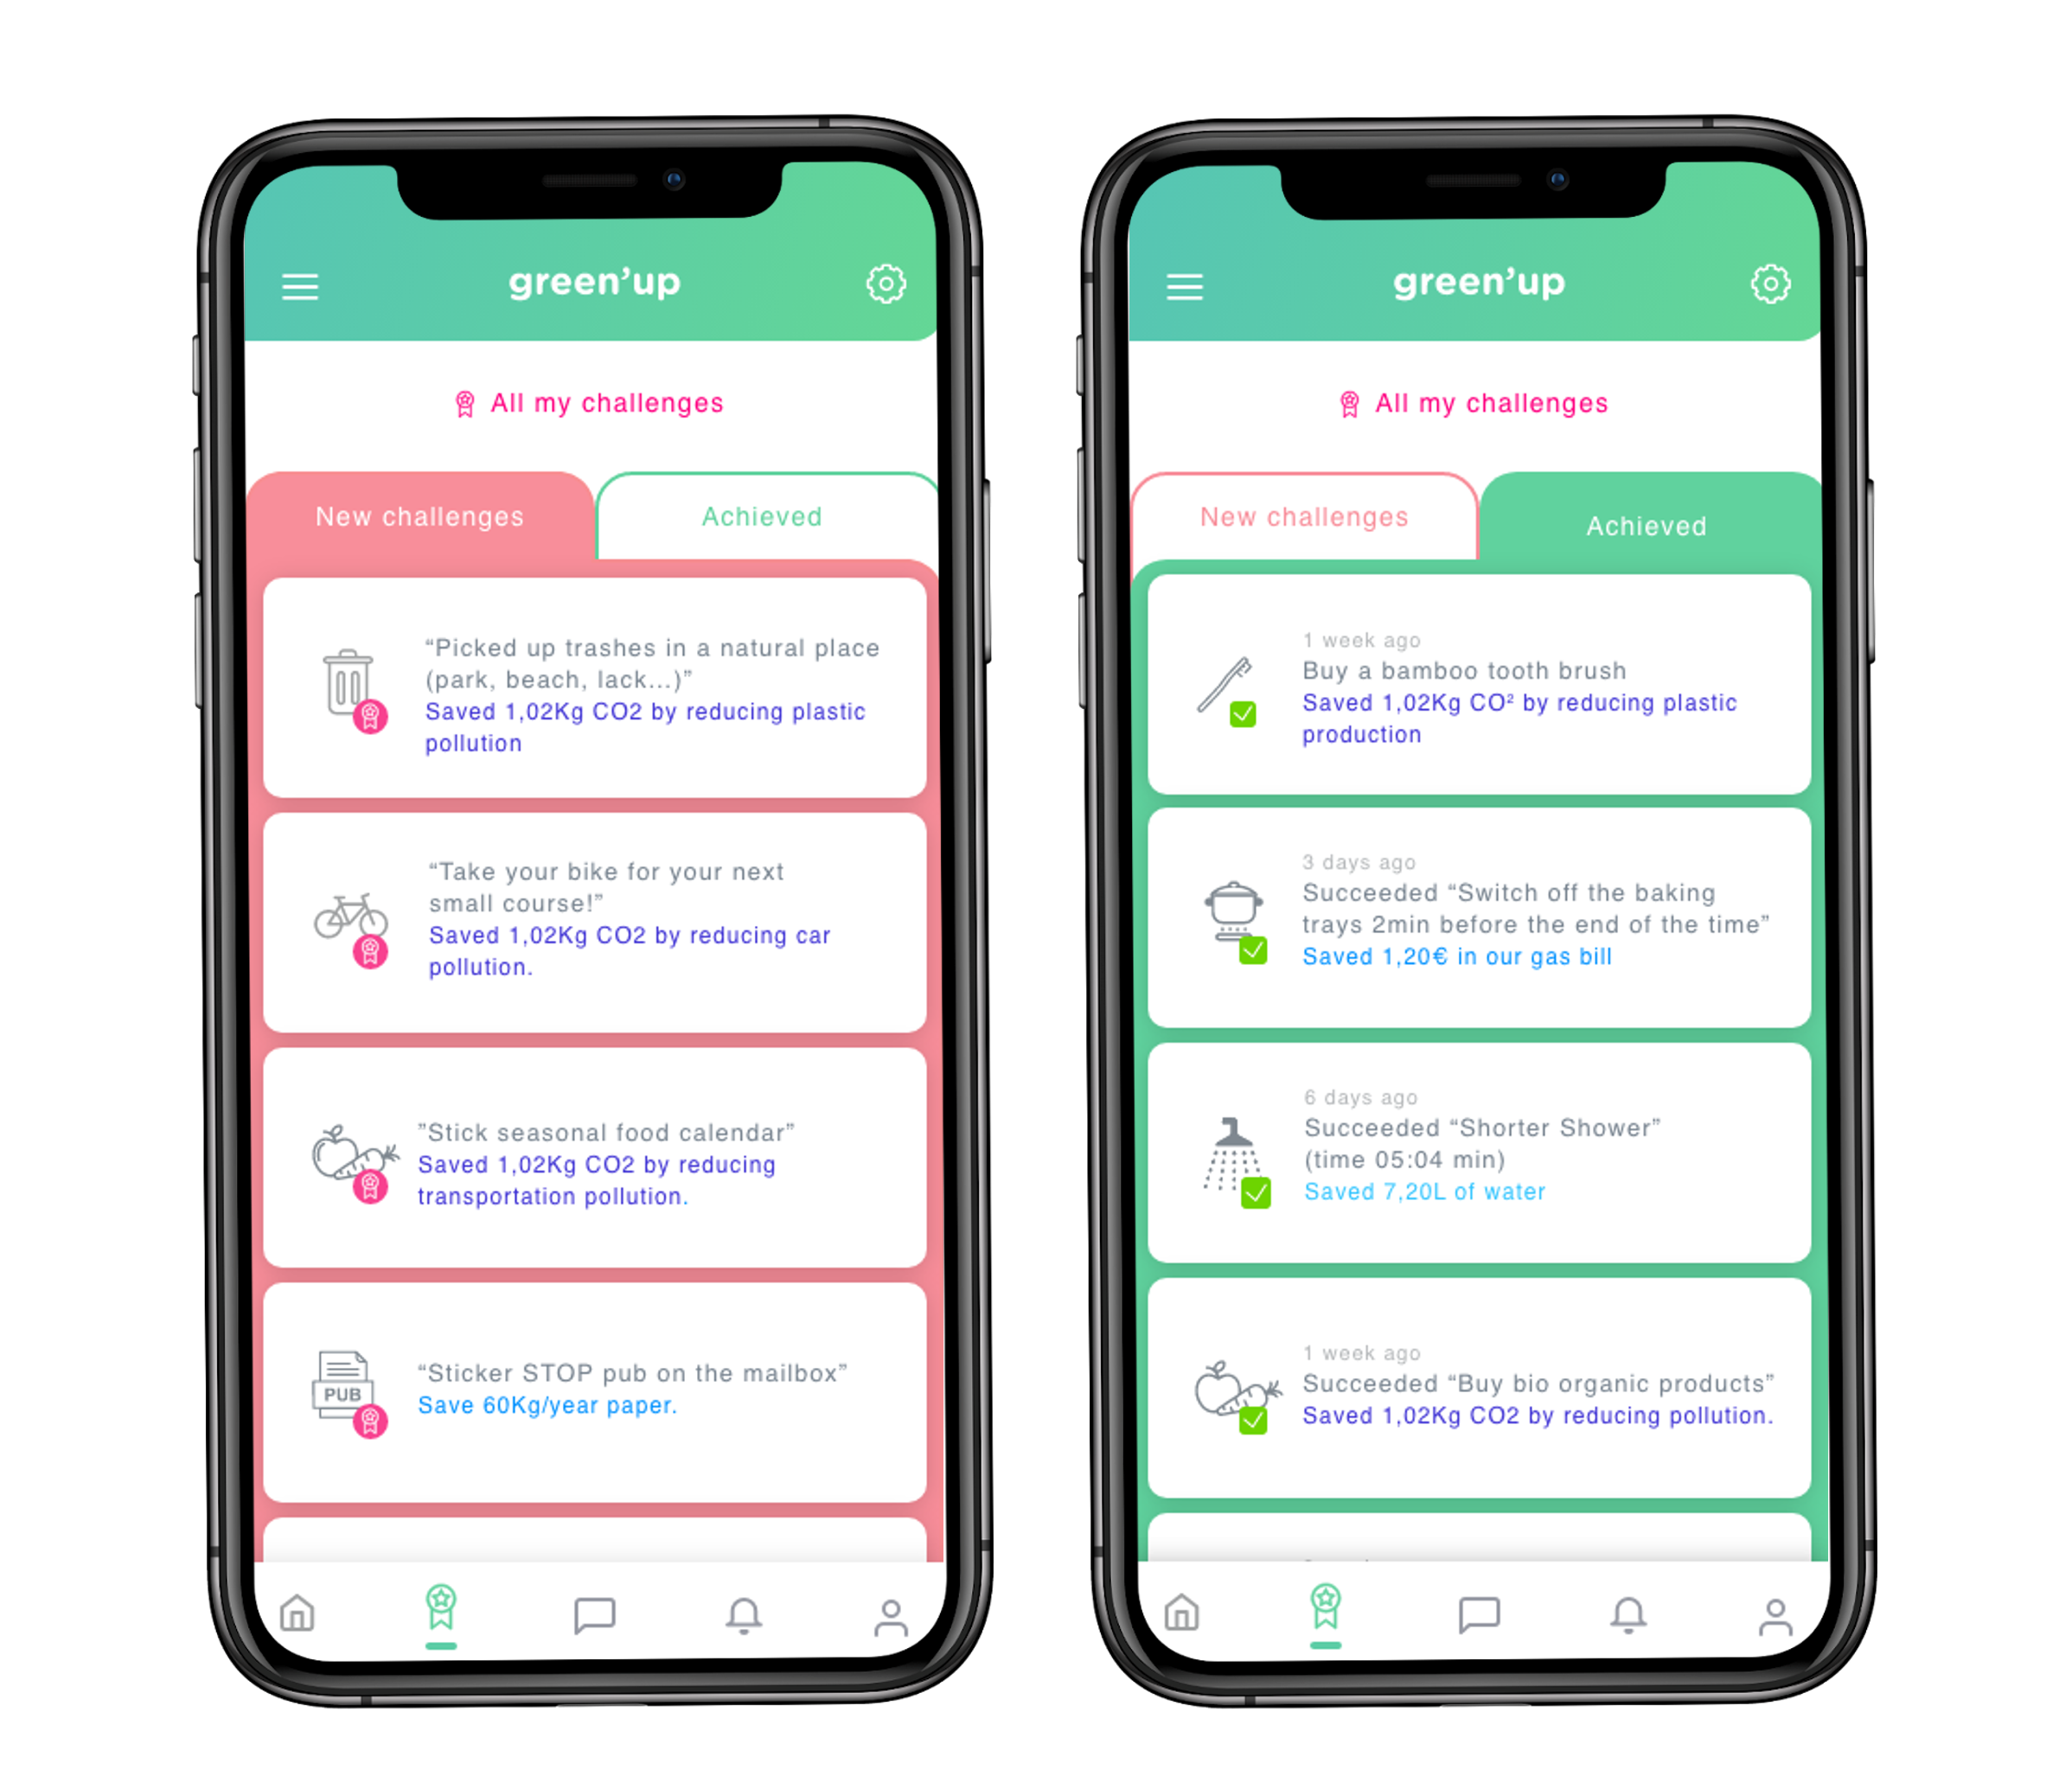 green’up
All my challenges
New challenges
Achieved
“Picked up trashes in a natural place
(park, beach, lack...)”
Saved 1,02Kg CO2 by reducing plastic
pollution
“Take your bike for your next
small course!”
Saved 1,02Kg CO2 by reducing car
pollution.
”Stick seasonal food calendar”
Saved 1,02Kg CO2 by reducing
transportation pollution.
PUB
“Sticker STOP pub on the mailbox”
Save 60Kg/year paper.
green’up
All my challenges
New challenges
Achieved
1 week ago
Buy a bamboo tooth brush
Saved 1,02Kg CO² by reducing plastic
production
3 days ago
Succeeded “Switch off the baking
trays 2min before the end of the time”
Saved 1,20€ in our gas bill
6 days ago
Succeeded “Shorter Shower”
(time 05:04 min)
Saved 7,20L of water
1 week ago
Succeeded “Buy bio organic products”
Saved 1,02Kg CO2 by reducing pollution.